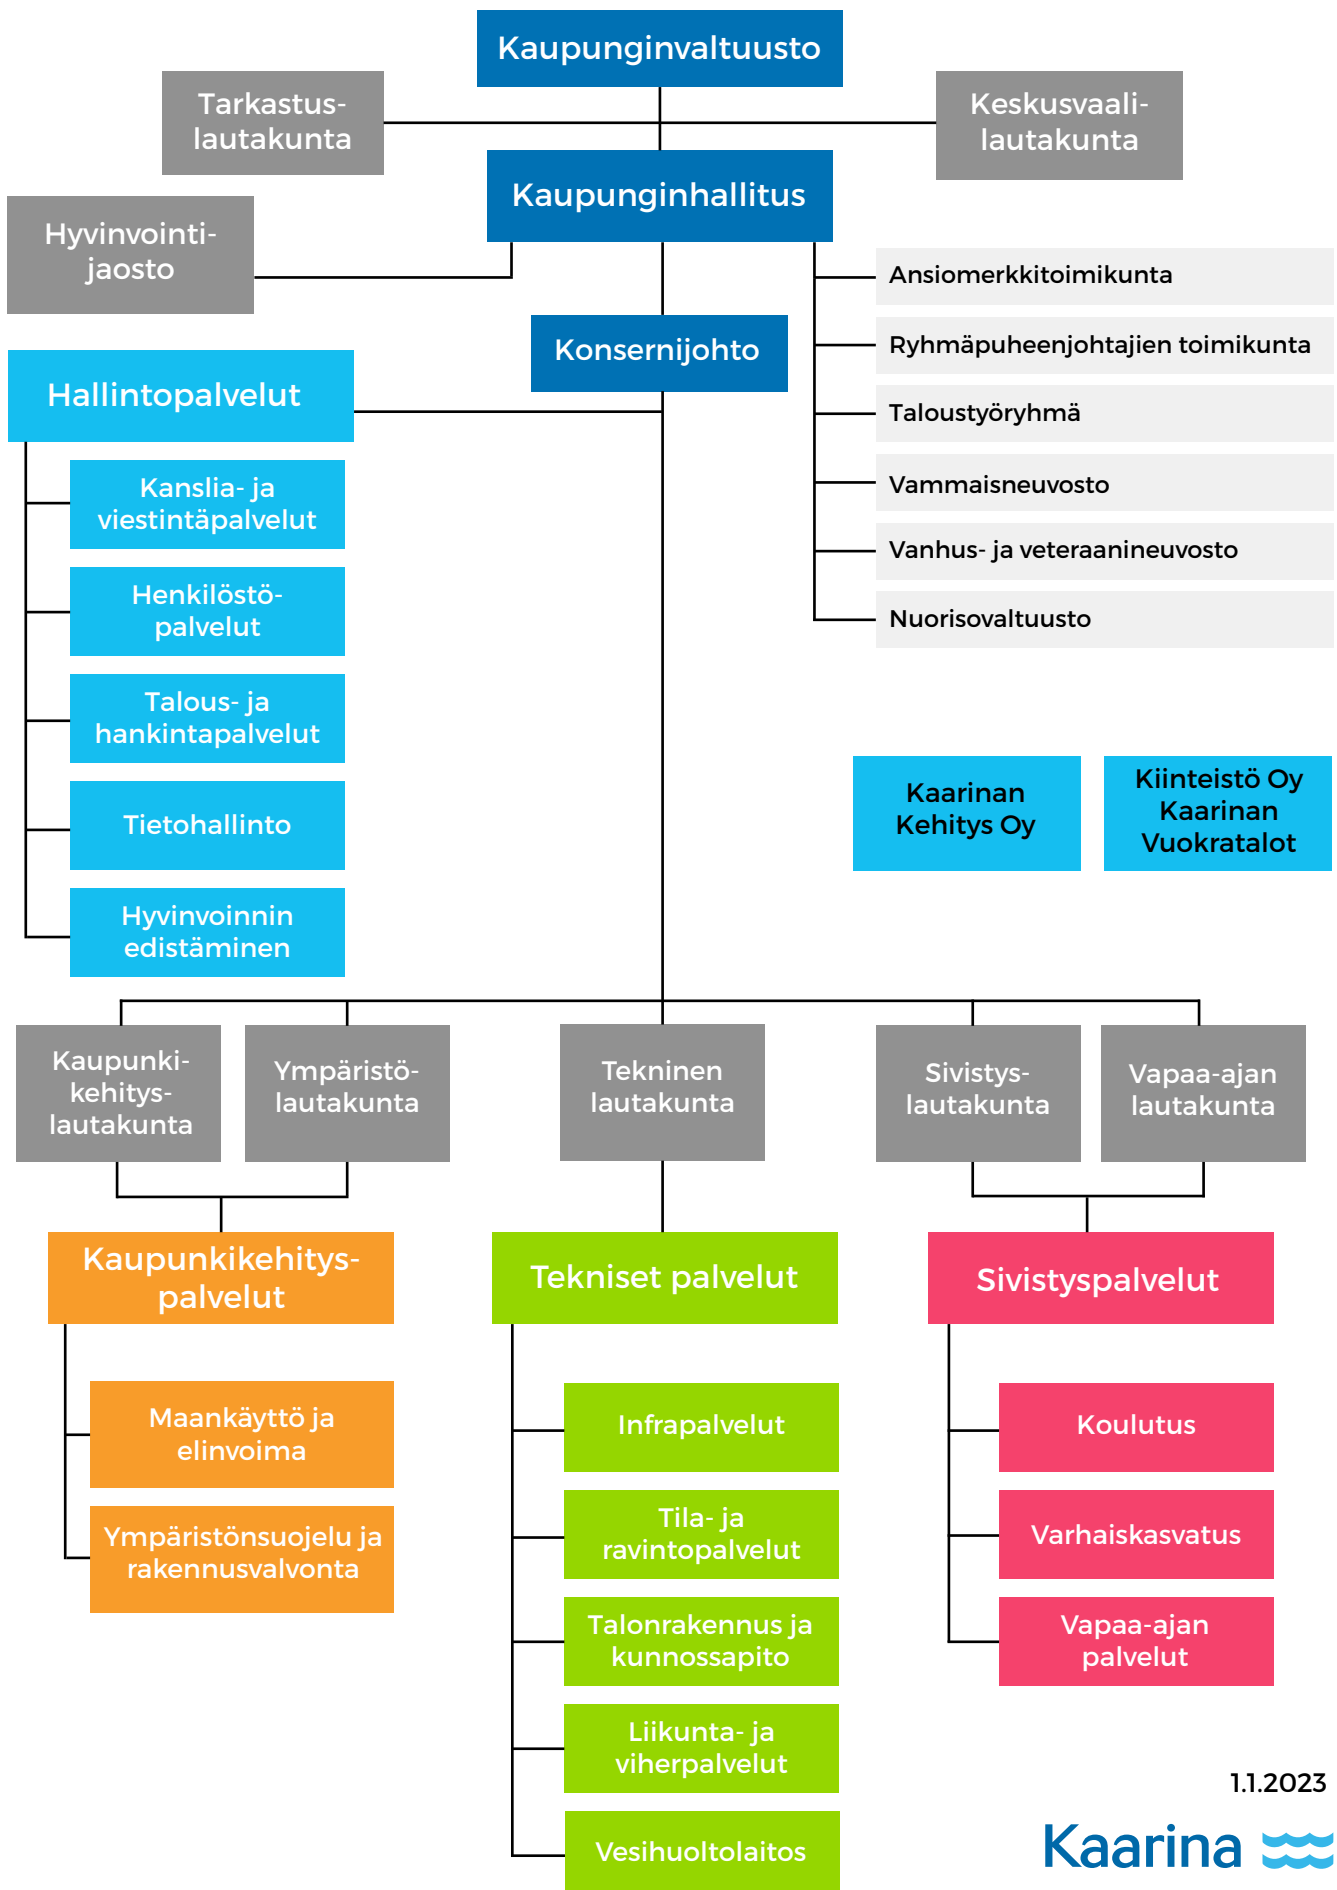 Kaupunginvaltuusto
Tarkastus-
lautakunta
Keskusvaali-
lautakunta
Kaupunginhallitus
Hyvinvointi-
jaosto
Ansiomerkkitoimikunta
Ryhmäpuheenjohtajien toimikunta
Taloustyöryhmä
Vammaisneuvosto
Vanhus- ja veteraanineuvosto
Nuorisovaltuusto
Konsernijohto
Hallintopalvelut
Kanslia- ja
viestintäpalvelut
Henkilöstö-
palvelut
Talous- ja
hankintapalvelut
Tietohallinto
Hyvinvoinnin
edistäminen
Kaarinan
Kehitys Oy
Kiinteistö Oy
Kaarinan
Vuokratalot
Kaupunki-
kehitys-
lautakunta
Ympäristö-
lautakunta
Tekninen
lautakunta
Sivistys-
lautakunta
Vapaa-ajan
lautakunta
Kaupunkikehitys-
palvelut
Maankäyttö ja
elinvoima
Ympäristönsuojelu ja
rakennusvalvonta
Tekniset palvelut
Infrapalvelut
Tila- ja
ravintopalvelut
Talonrakennus ja
kunnossapito
Liikunta- ja
viherpalvelut
Vesihuoltolaitos
Sivistyspalvelut
Koulutus
Varhaiskasvatus
Vapaa-ajan
palvelut
1.1.2023
Kaarina